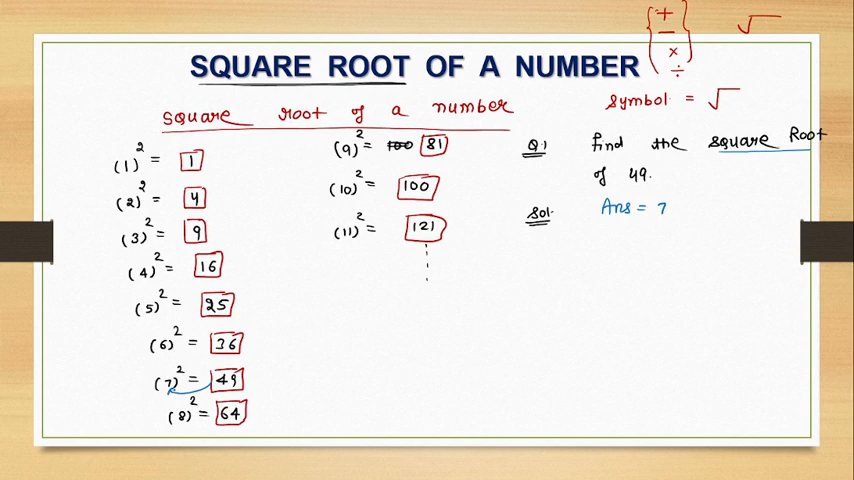 SQUARE ROOT OF A NUMBER
{ + - × ÷ }
√
square root of a number
symbol = √
(1)² = 1
(2)² = 4
(3)² = 9
(4)² = 16
(5)² = 25
(6)² = 36
(7)² = 49
(8)² = 64
(9)² = 100 81
(10)² = 100
(11)² = 121
Q.1 find the square Root
of 49.
Sol. Ans = 7